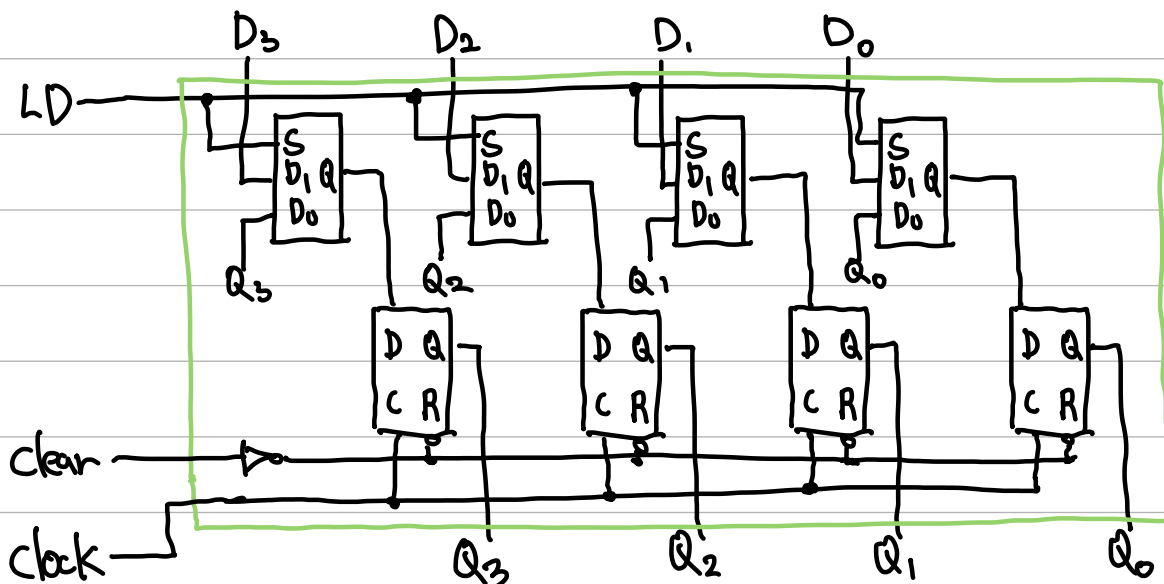 D3 D2 D1 D0
LD
S S S S
D1 Q D1 Q D1 Q D1 Q
D0 D0 D0 D0
Q3 Q2 Q1 Q0
D Q D Q D Q D Q
C R C R C R C R
Clear
Clock
Q3 Q2 Q1 Q0